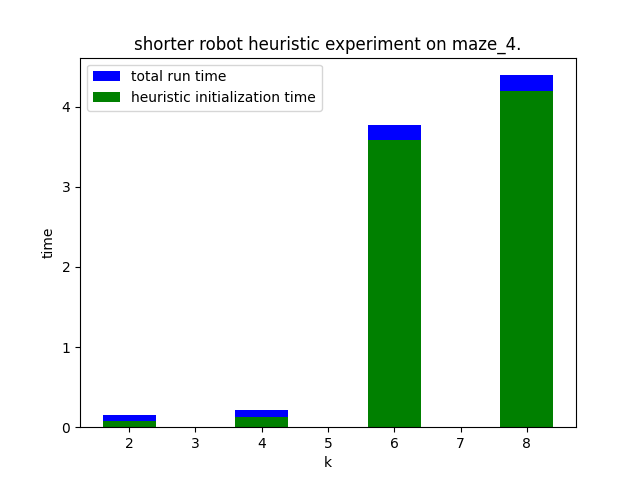 shorter robot heuristic experiment on maze_4.
total run time
heuristic initialization time
4
3
2
1
0
time
2 3 4 5 6 7 8
k